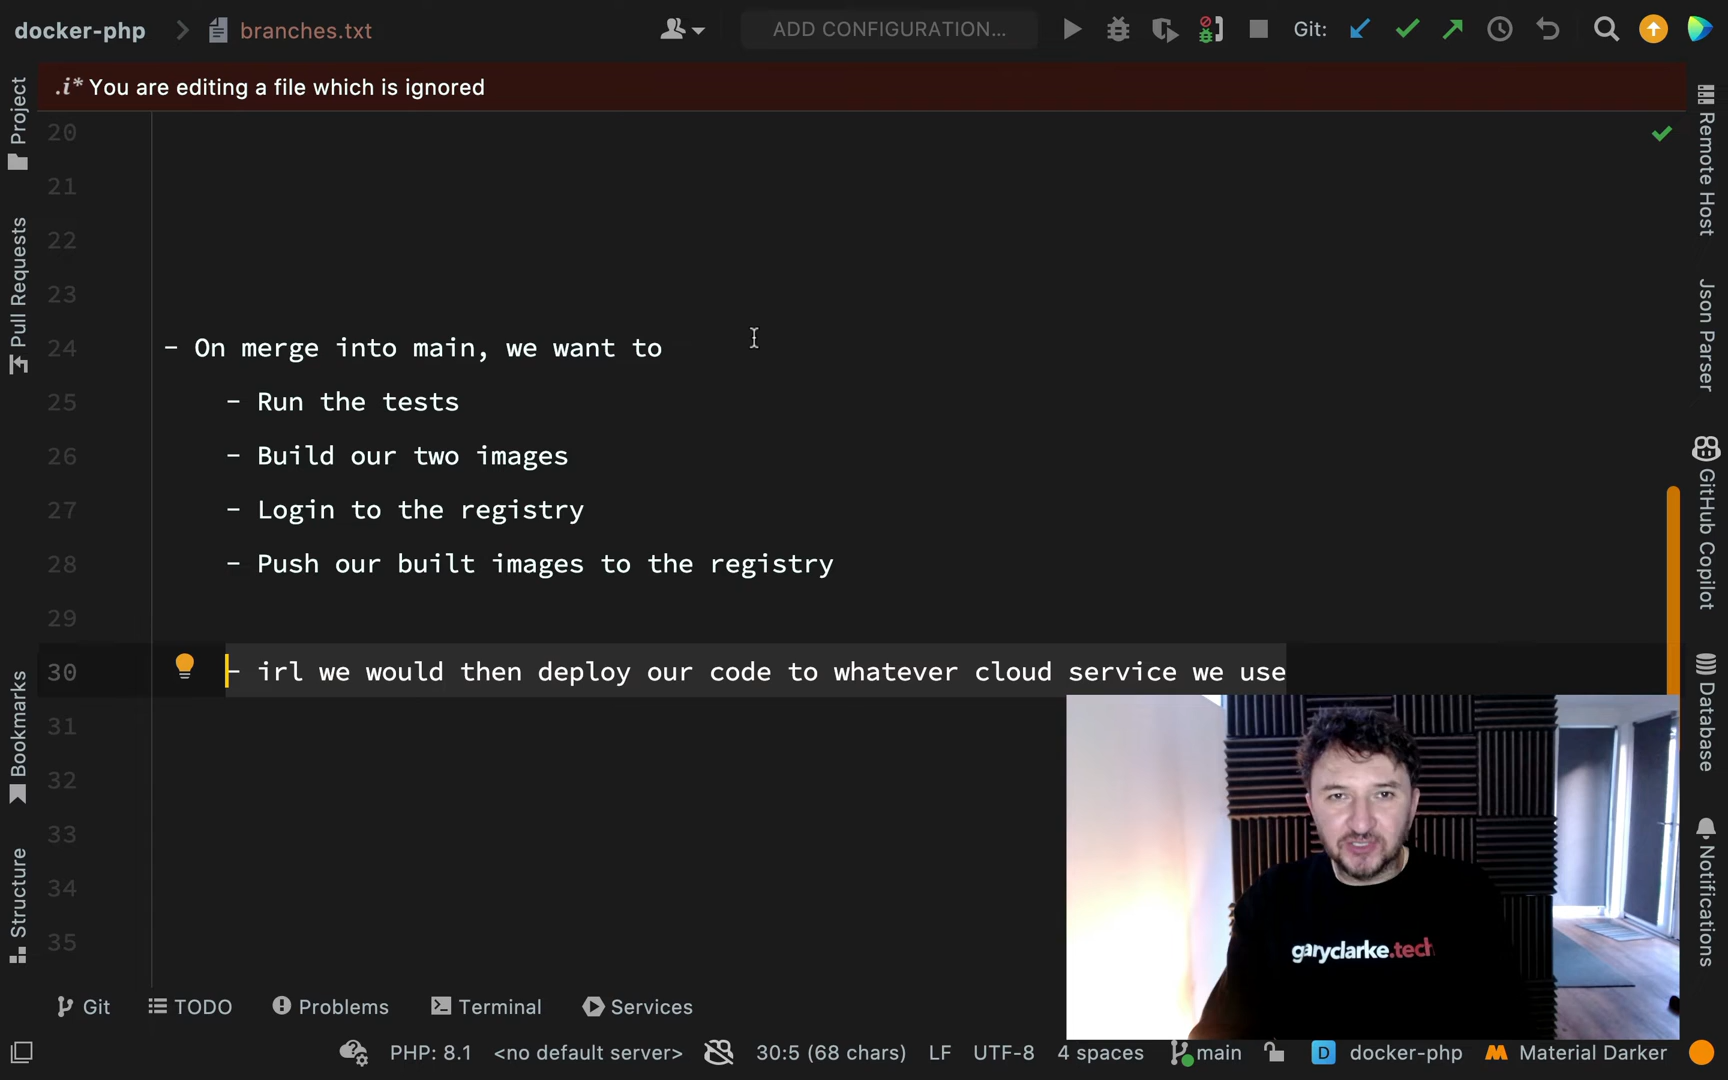 docker-php
branches.txt
ADD CONFIGURATION...
Git:
.i* You are editing a file which is ignored
20
21
22
23
24 - On merge into main, we want to
25 - Run the tests
26 - Build our two images
27 - Login to the registry
28 - Push our built images to the registry
29
30 - irl we would then deploy our code to whatever cloud service we use
31
32
33
34
35
Project
Pull Requests
Bookmarks
Structure
Remote Host
Json Parser
GitHub Copilot
Database
Notifications
garyclarke.tech
Git
TODO
Problems
Terminal
Services
PHP: 8.1
<no default server>
30:5 (68 chars)
LF
UTF-8
4 spaces
main
D docker-php
Material Darker